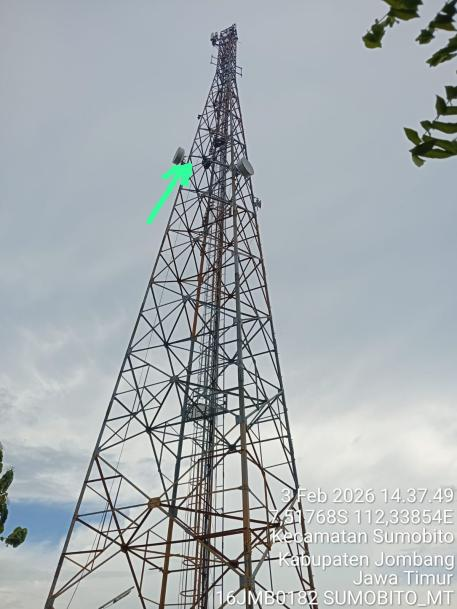 3 Feb 2026 14.37.49
7,51768S 112,33854E
Kecamatan Sumobito
Kabupaten Jombang
Jawa Timur
16JMB0182 SUMOBITO_MT